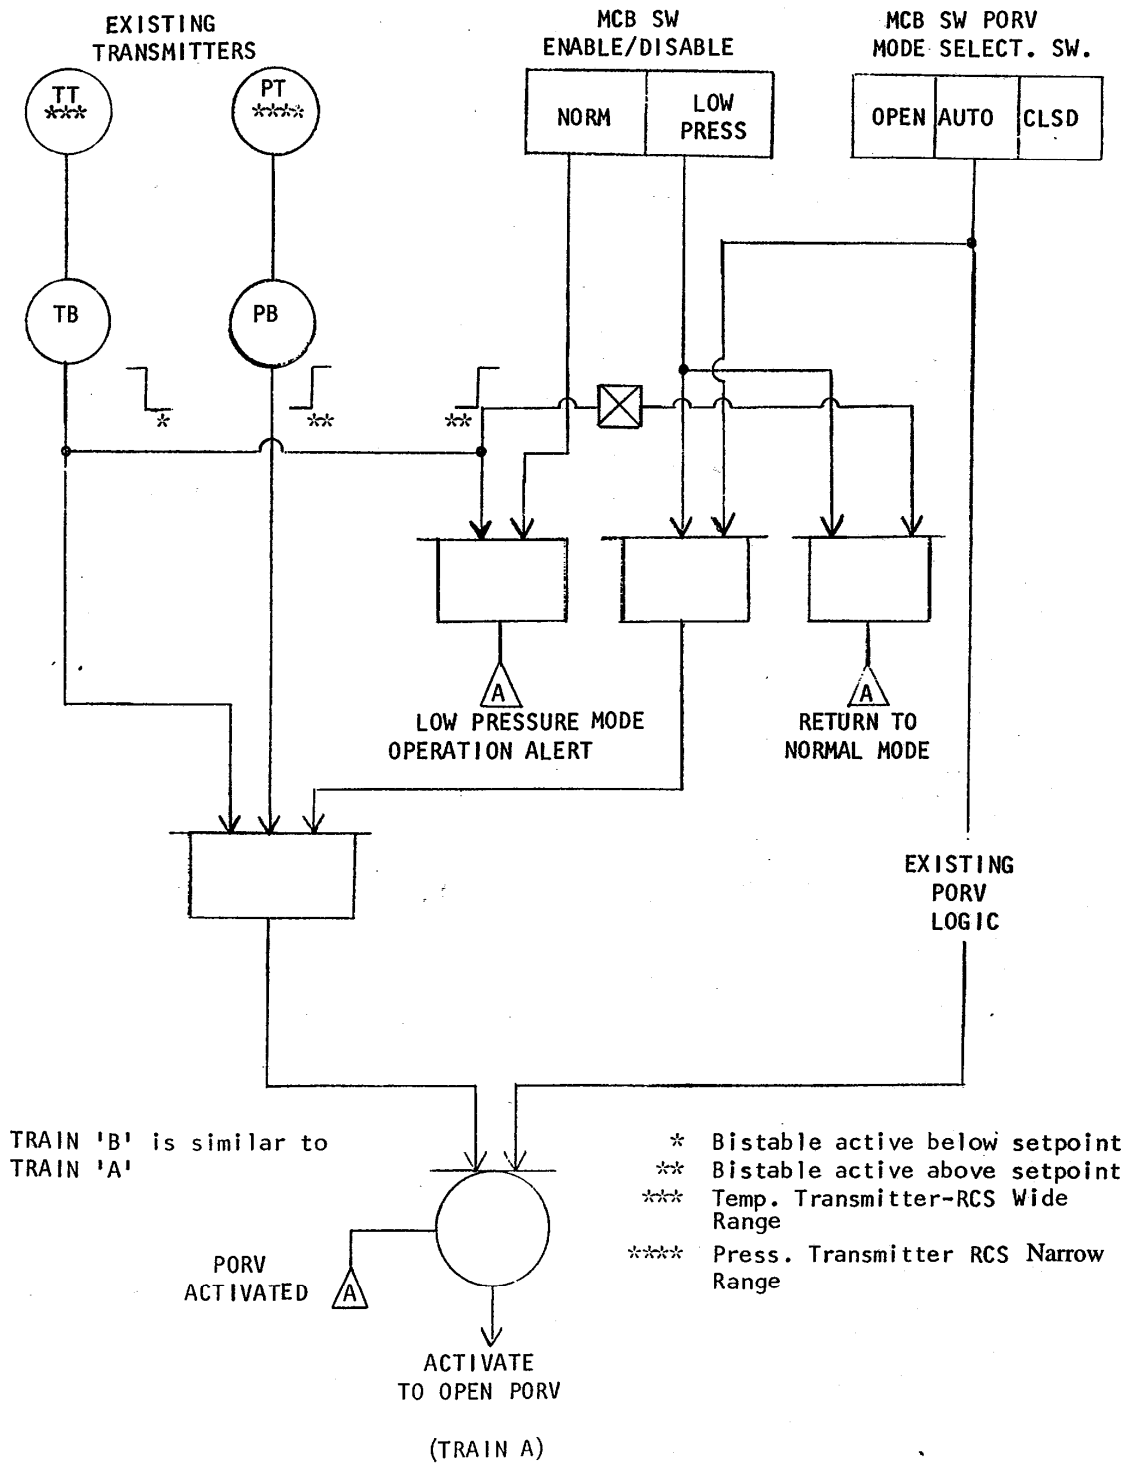 EXISTING
TRANSMITTERS
MCB SW
ENABLE/DISABLE
MCB SW PORV
MODE SELECT. SW.
TT
***
PT
****
NORM
LOW
PRESS
OPEN
AUTO
CLSD
TB
PB
*
**
**
A
A
LOW PRESSURE MODE
OPERATION ALERT
RETURN TO
NORMAL MODE
EXISTING
PORV
LOGIC
TRAIN 'B' is similar to
TRAIN 'A'
* Bistable active below setpoint
** Bistable active above setpoint
*** Temp. Transmitter-RCS Wide
Range
**** Press. Transmitter RCS Narrow
Range
PORV
ACTIVATED
A
ACTIVATE
TO OPEN PORV
(TRAIN A)